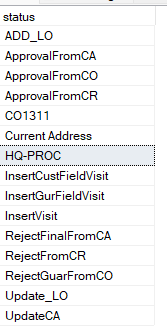 status
ADD_LO
ApprovalFromCA
ApprovalFromCO
ApprovalFromCR
CO1311
Current Address
HQ-PROC
InsertCustFieldVisit
InsertGurFieldVisit
InsertVisit
RejectFinalFromCA
RejectFromCR
RejectGuarFromCO
Update_LO
UpdateCA